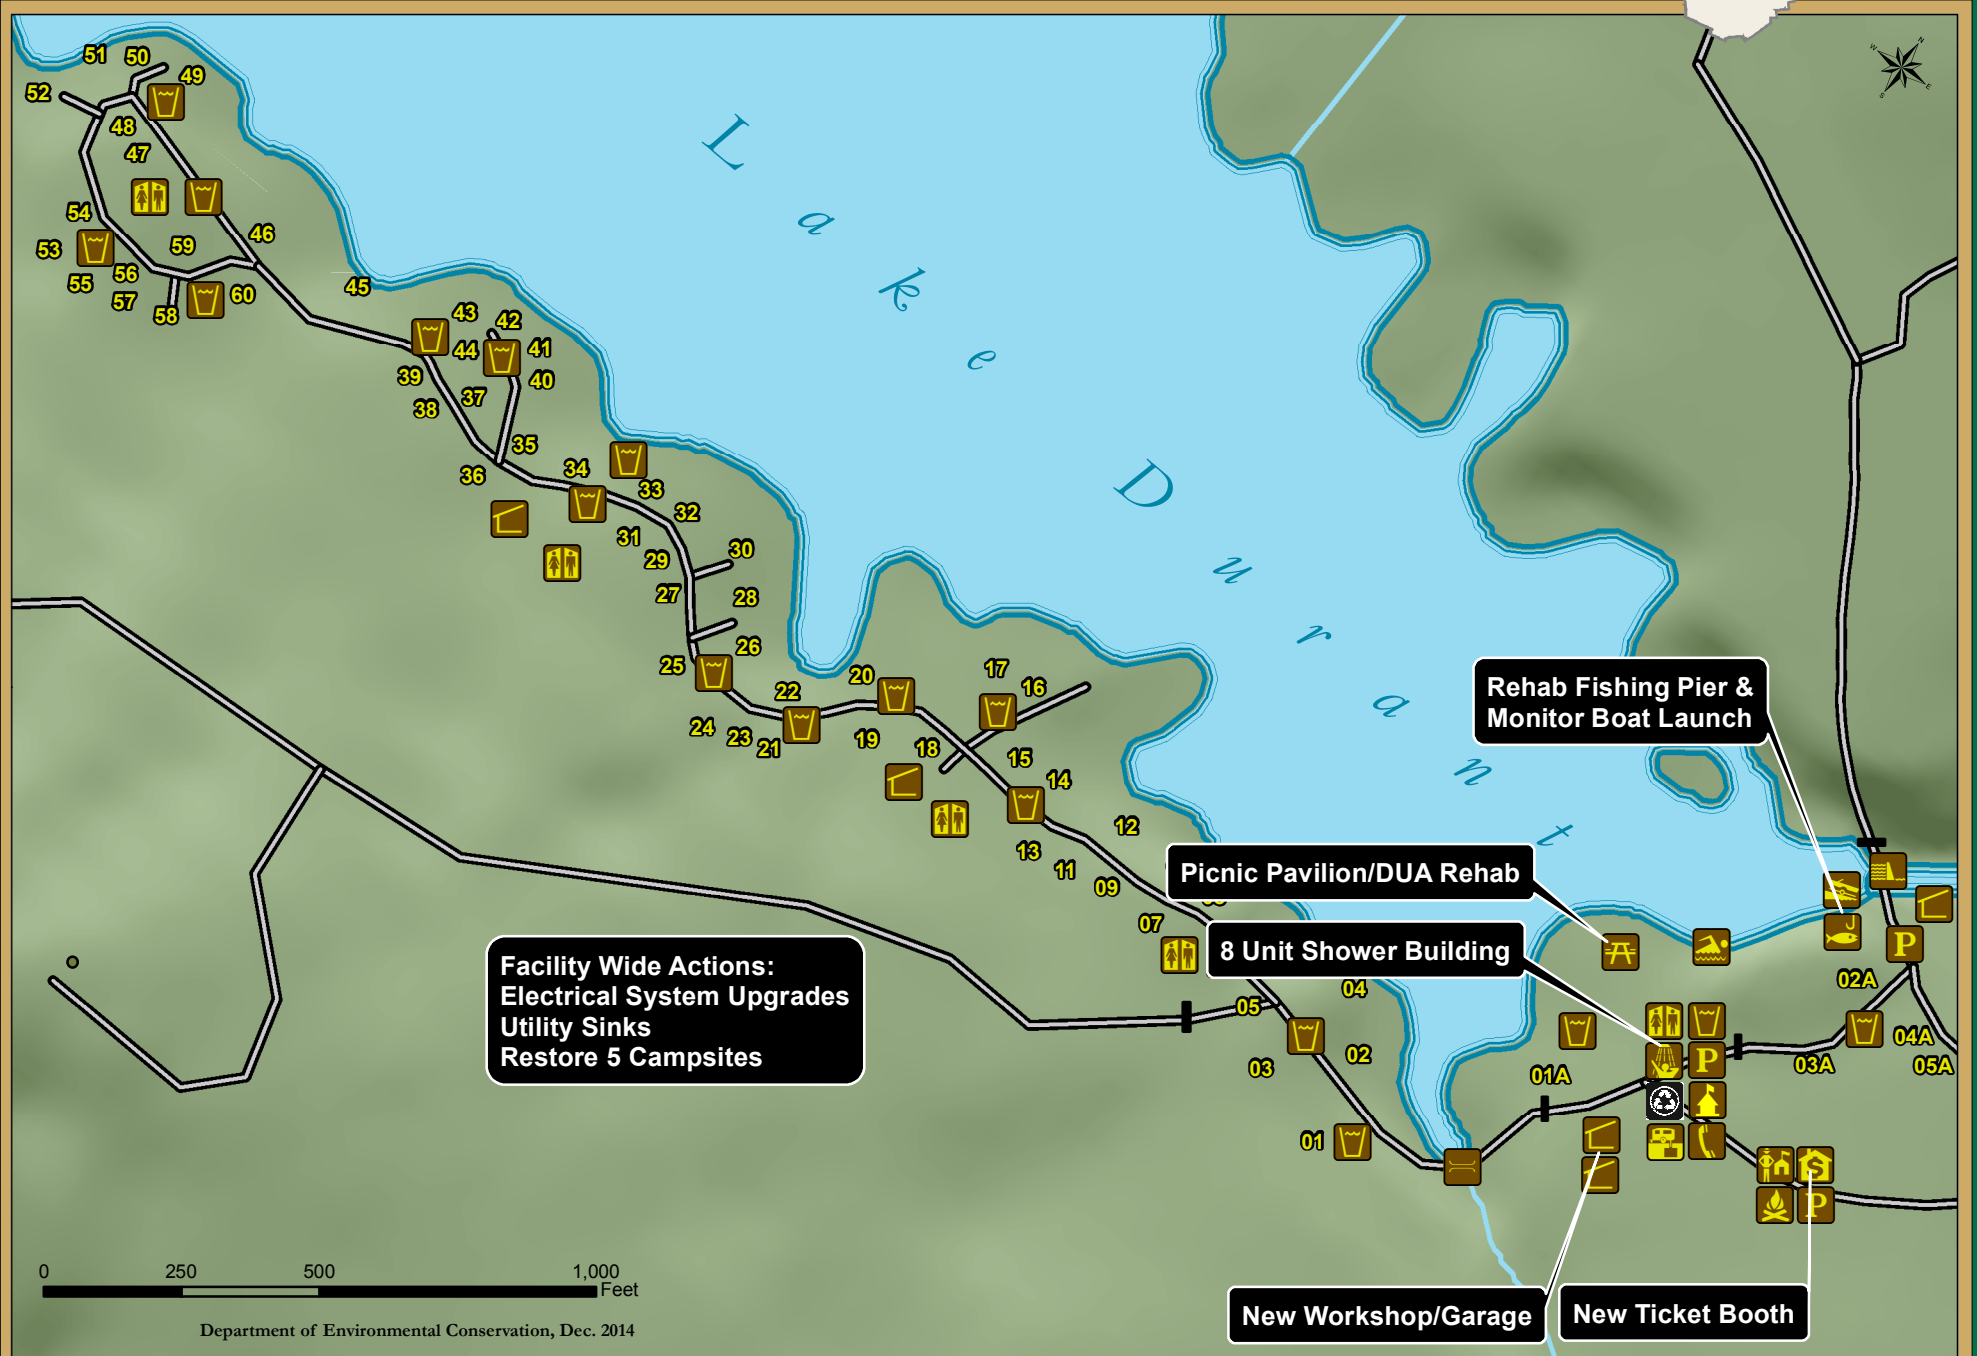 51
50
49
52
48
47
54
53
59
46
55
56
57
58
60
45
43
42
44
41
39
40
37
38
35
36
34
33
32
31
30
29
27
28
26
25
24
23
22
21
20
19
18
17
16
15
14
13
12
11
09
07
05
04
03
02
01
01A
02A
03A
04A
05A
Lake Durant
N
W
E
S
Rehab Fishing Pier &
Monitor Boat Launch
Picnic Pavilion/DUA Rehab
8 Unit Shower Building
P
P
P
S
Facility Wide Actions:
Electrical System Upgrades
Utility Sinks
Restore 5 Campsites
New Workshop/Garage
New Ticket Booth
0 250 500 1,000
Feet
Department of Environmental Conservation, Dec. 2014